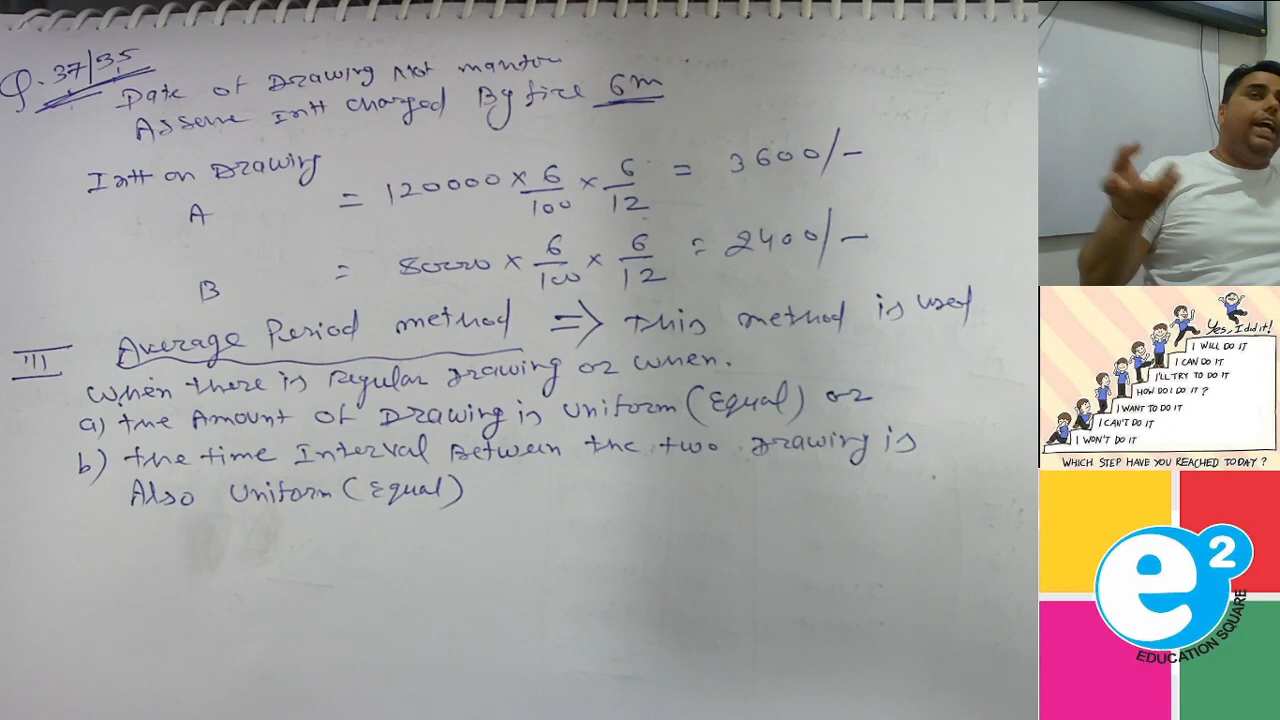 Q. 37/35
Date of Drawing Not
Assume Intt charged By fire 6m
Intt on Drawing
A = 120000 × 6/100 × 6/12 = 3600/-
B = 80000 × 6/100 × 6/12 = 2400/-
III Average Period method => This method is used
when there is Regular Drawing or when.
a) the Amount of Drawing is Uniform (Equal) or
b) the time Interval Between the two Drawing is
Also Uniform (Equal)
Yes, I did it!
I WILL DO IT
I CAN DO IT
I'LL TRY TO DO IT
HOW DO I DO IT?
I WANT TO DO IT
I CAN'T DO IT
I WON'T DO IT
WHICH STEP HAVE YOU REACHED TODAY?
e2
EDUCATION SQUARE